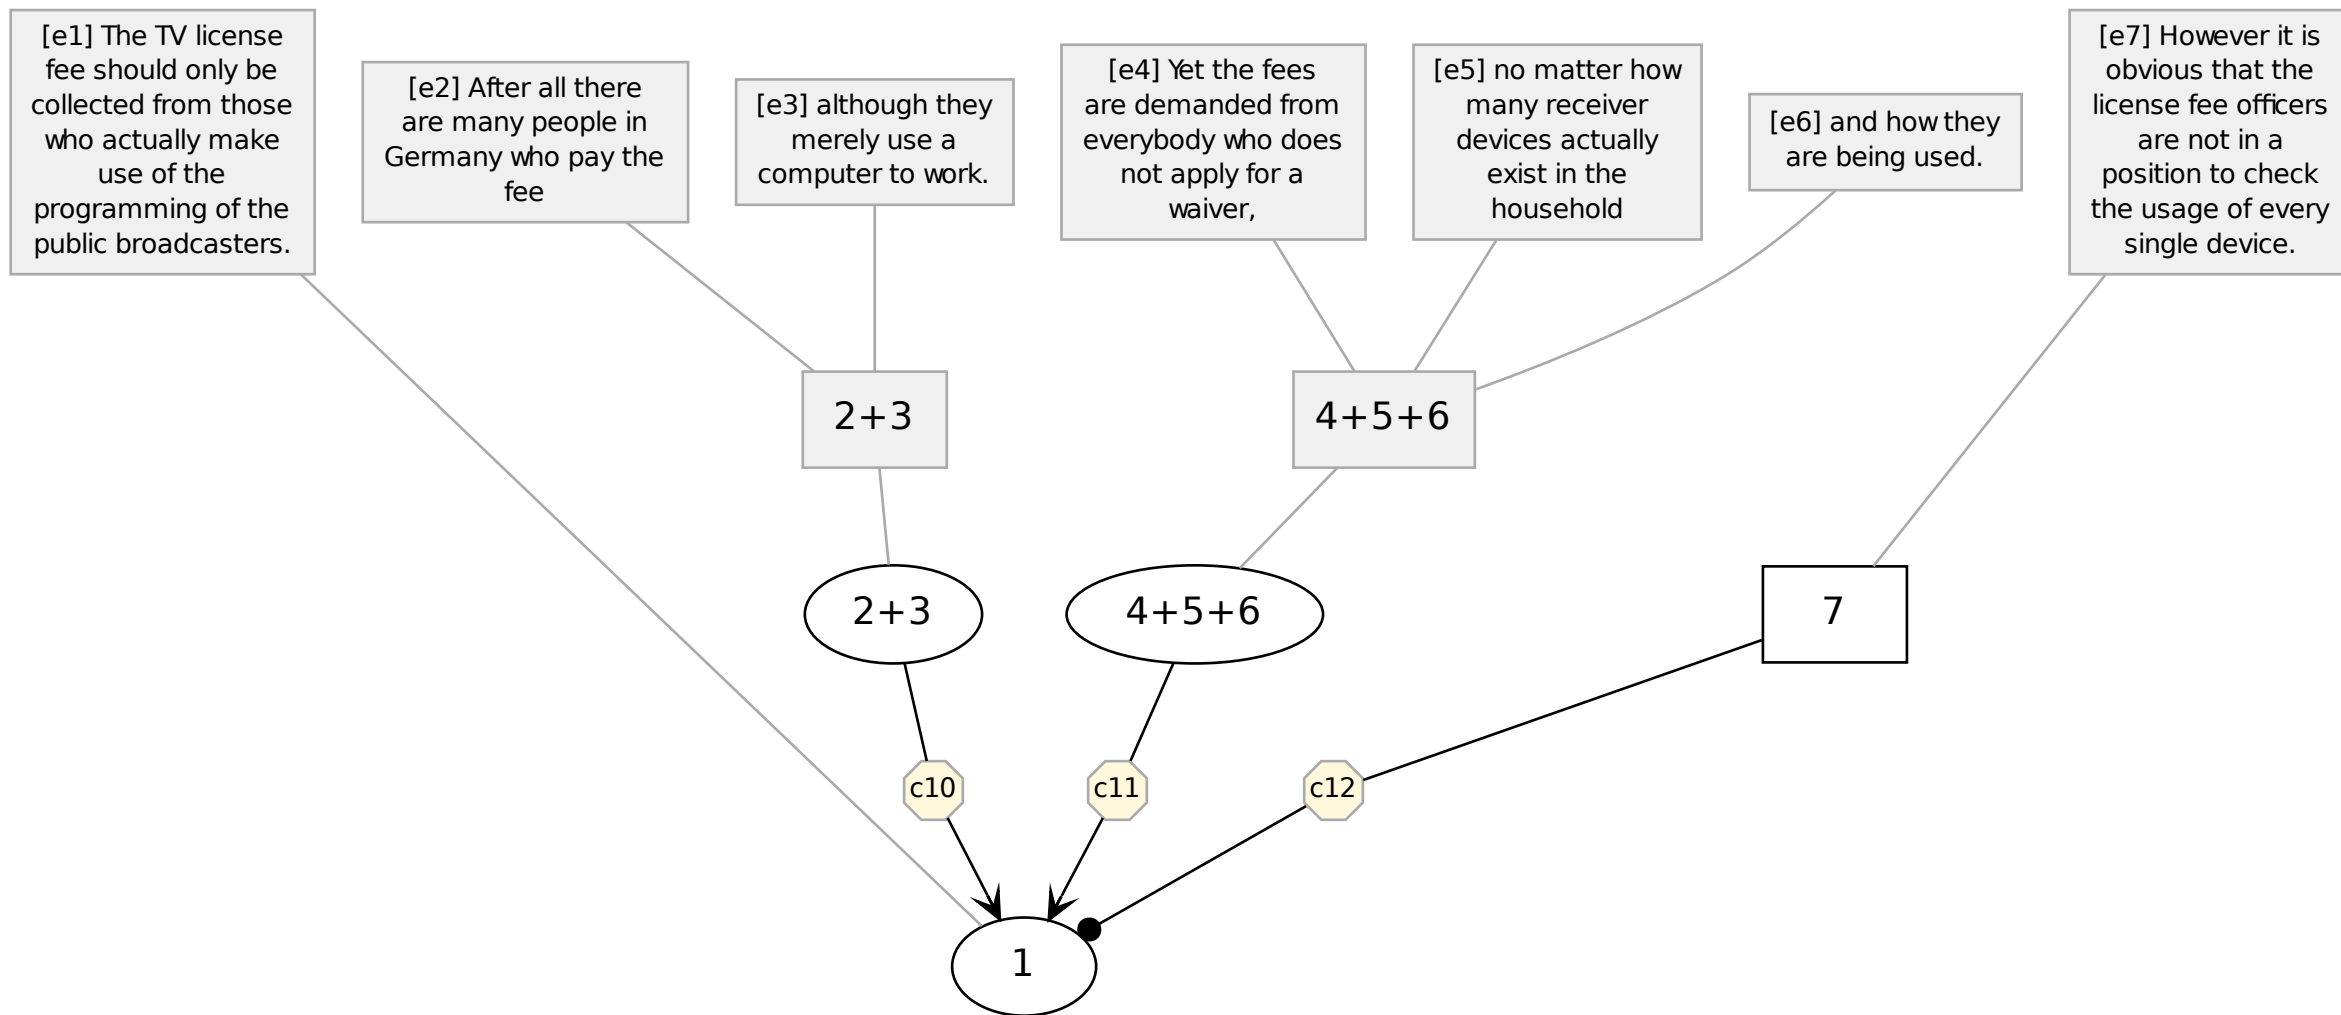 [e1] The TV license
fee should only be
collected from those
who actually make
use of the
programming of the
public broadcasters.
[e2] After all there
are many people in
Germany who pay the
fee
[e3] although they
merely use a
computer to work.
[e4] Yet the fees
are demanded from
everybody who does
not apply for a
waiver,
[e5] no matter how
many receiver
devices actually
exist in the
household
[e6] and how they
are being used.
[e7] However it is
obvious that the
license fee officers
are not in a
position to check
the usage of every
single device.
2+3
4+5+6
2+3
4+5+6
7
c10
c11
c12
1